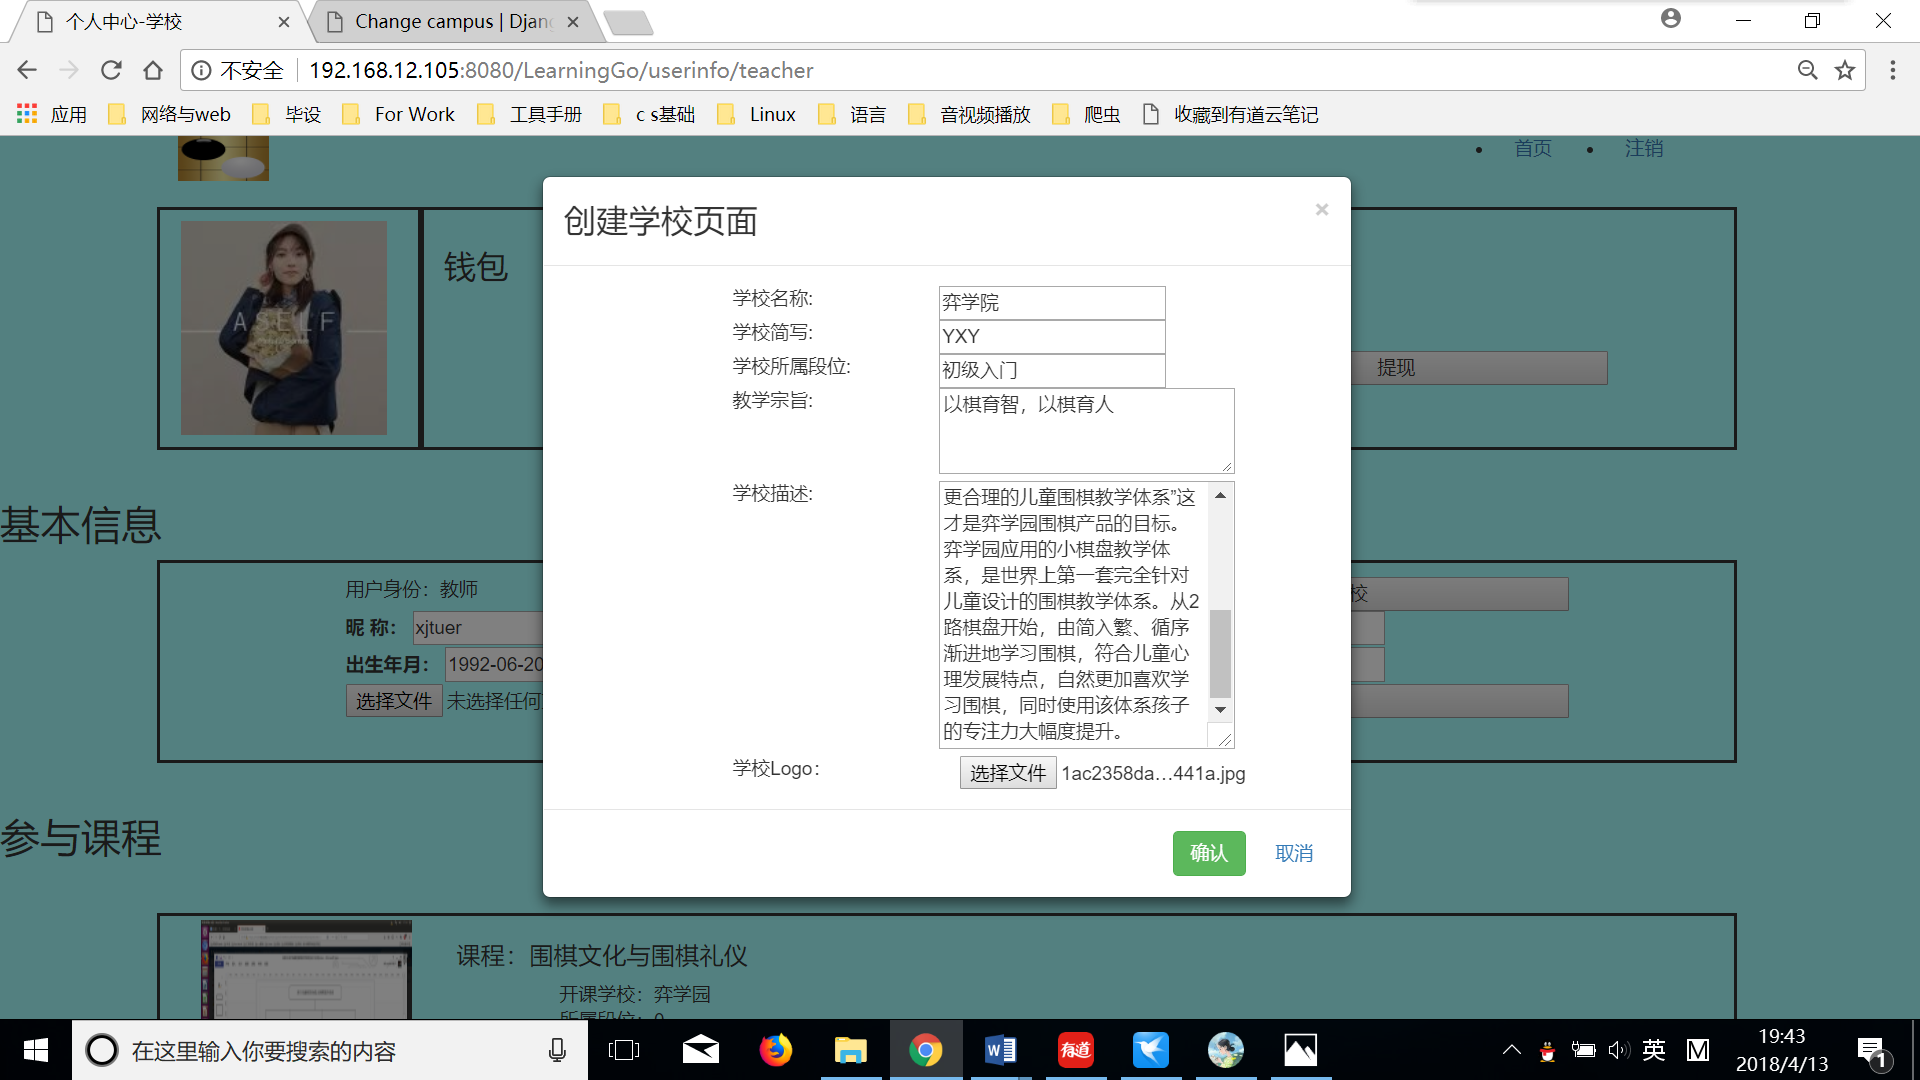 个人中心-学校
Change campus | Djan
不安全 192.168.12.105:8080/LearningGo/userinfo/teacher
应用 网络与web 毕设 For Work 工具手册 c s基础 Linux 语言 音视频播放 爬虫 收藏到有道云笔记
首页 注销
创建学校页面 ×
ASELF
钱包
提现
学校名称: 弈学院
学校简写: YXY
学校所属段位: 初级入门
教学宗旨: 以棋育智，以棋育人
学校描述: 更合理的儿童围棋教学体系”这
才是弈学园围棋产品的目标。
弈学园应用的小棋盘教学体
系，是世界上第一套完全针对
儿童设计的围棋教学体系。从2
路棋盘开始，由简入繁、循序
渐进地学习围棋，符合儿童心
理发展特点，自然更加喜欢学
习围棋，同时使用该体系孩子
的专注力大幅度提升。
学校Logo： 选择文件 1ac2358da...441a.jpg
确认 取消
基本信息
用户身份：教师
校
昵 称： xjtuer
出生年月： 1992-06-20
选择文件 未选择任何
参与课程
课程：围棋文化与围棋礼仪
开课学校：弈学园
所属段位：0
在这里输入你要搜索的内容
有道
英 M
19:43
2018/4/13
1